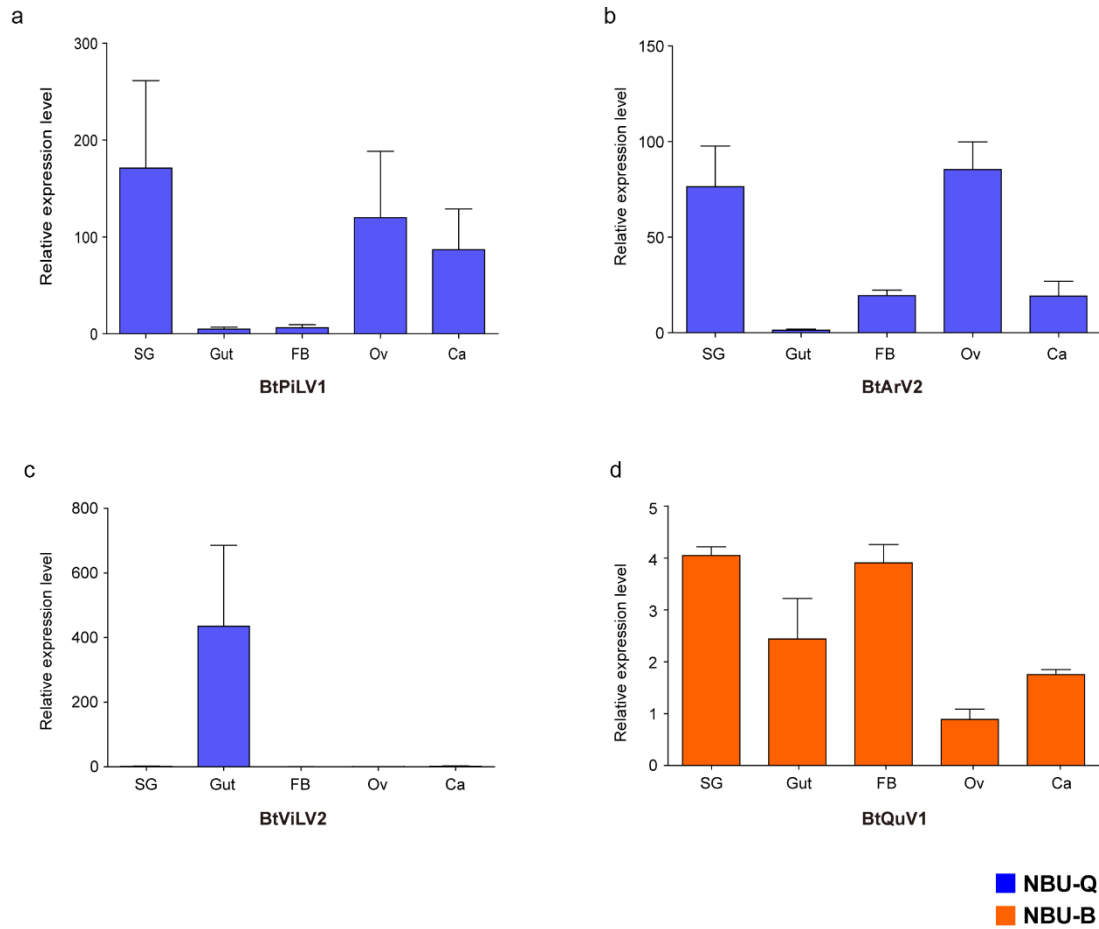 a
300
200
100
0
Relative expression level
SG Gut FB Ov Ca
BtPiLV1
b
150
100
50
0
Relative expression level
SG Gut FB Ov Ca
BtArV2
c
800
600
400
200
0
Relative expression level
SG Gut FB Ov Ca
BtViLV2
d
5
4
3
2
1
0
Relative expression level
SG Gut FB Ov Ca
BtQuV1
NBU-Q
NBU-B